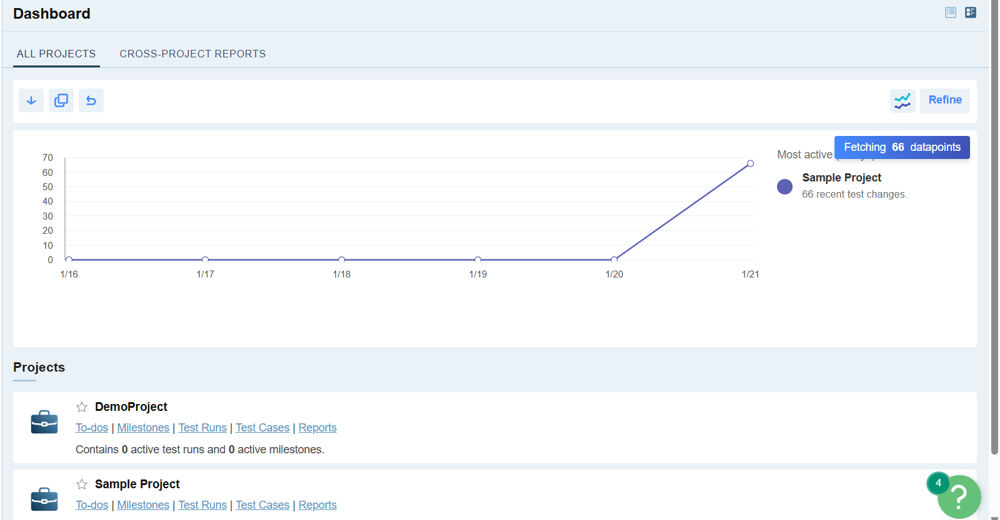 Dashboard
ALL PROJECTS CROSS-PROJECT REPORTS
Refine
Fetching 66 datapoints
Most active
Sample Project
66 recent test changes.
70
60
50
40
30
20
10
0
1/16 1/17 1/18 1/19 1/20 1/21
Projects
DemoProject
To-dos | Milestones | Test Runs | Test Cases | Reports
Contains 0 active test runs and 0 active milestones.
Sample Project
To-dos | Milestones | Test Runs | Test Cases | Reports
4
?